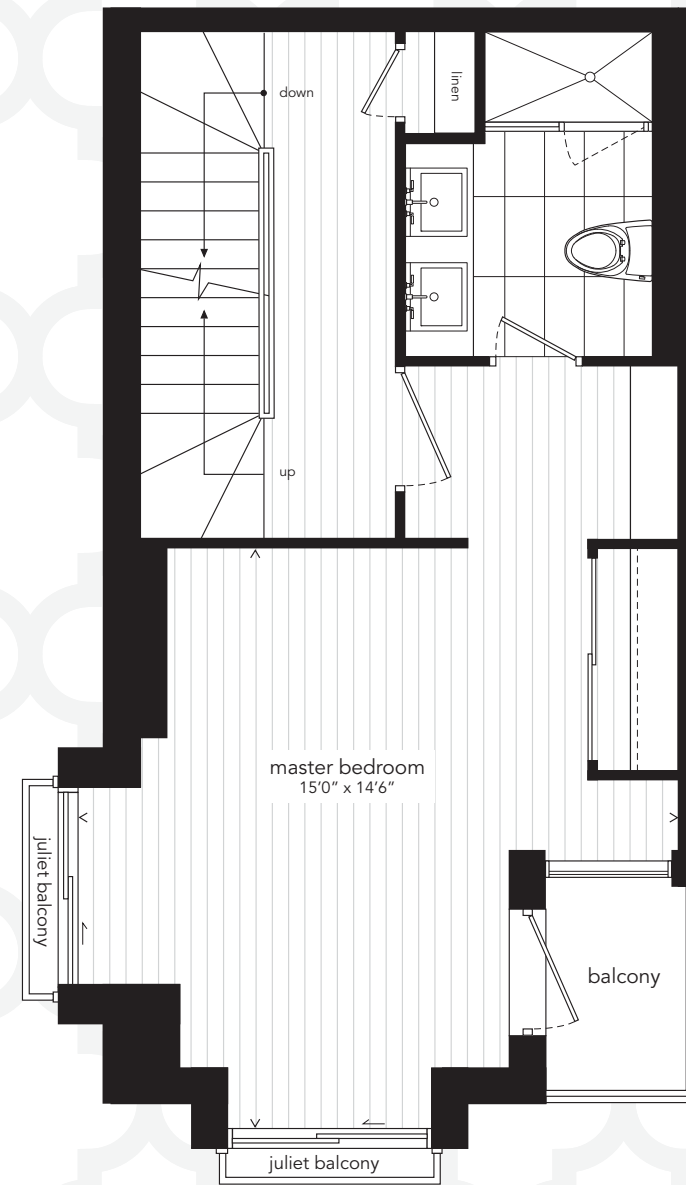 down
linen
up
master bedroom
15’0” x 14’6”
juliet balcony
balcony
juliet balcony